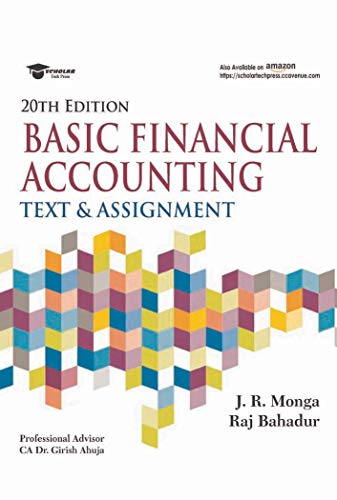 SCHOLAR
Tech Press
Also Available on amazon
https://scholartechpress.ccavenue.com/
20TH EDITION
BASIC FINANCIAL
ACCOUNTING
TEXT & ASSIGNMENT
J. R. Monga
Raj Bahadur
Professional Advisor
CA Dr. Girish Ahuja